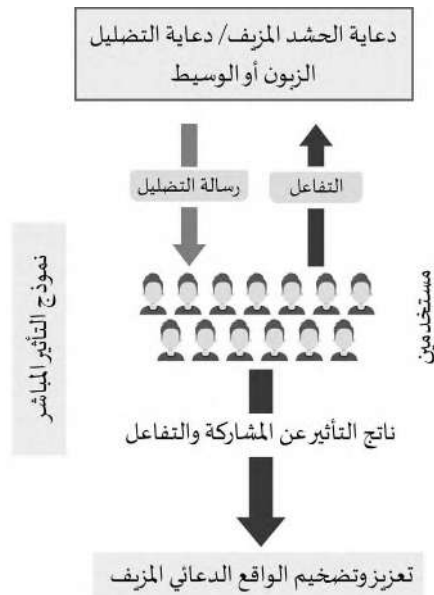 دعاية الحشد المزيف/ دعاية التضليل
الزبون أو الوسيط
التفاعل
رسالة التضليل
مستخدمين
نموذج التأثير المباشر
ناتج التأثير عن المشاركة والتفاعل
تعزيز وتضخيم الواقع الدعائي المزيف